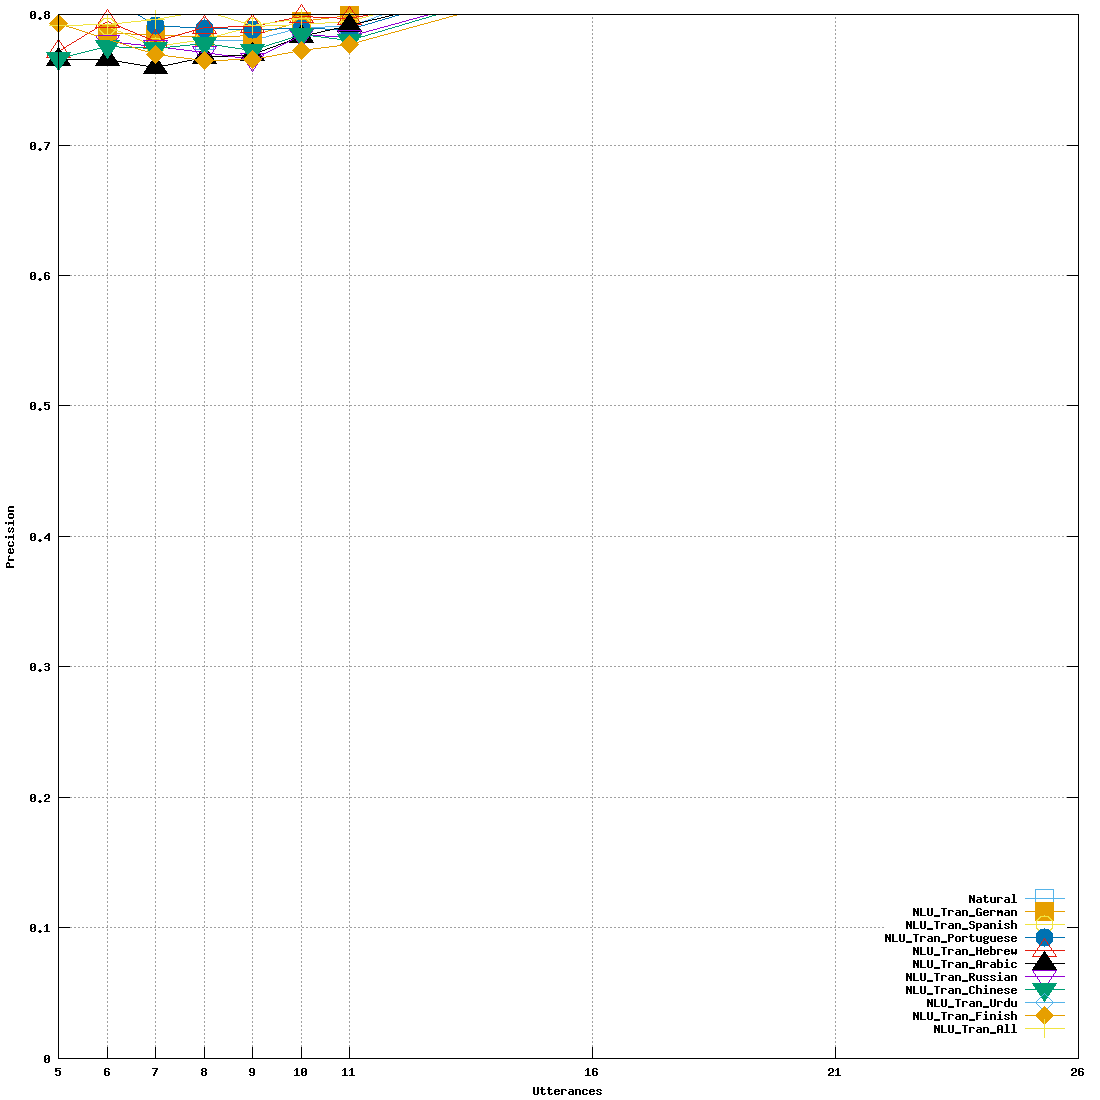 0.8
0.7
0.6
0.5
0.4
0.3
0.2
0.1
0
Precision
5 6 7 8 9 10 11 16 21 26
Utterances
Natural
NLU_Tran_German
NLU_Tran_Spanish
NLU_Tran_Portuguese
NLU_Tran_Hebrew
NLU_Tran_Arabic
NLU_Tran_Russian
NLU_Tran_Chinese
NLU_Tran_Urdu
NLU_Tran_Finish
NLU_Tran_All